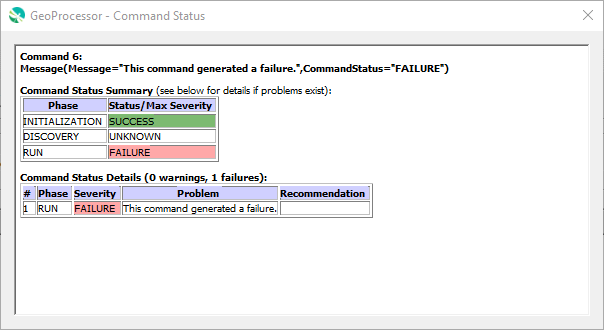 GeoProcessor - Command Status
Command 6:
Message(Message="This command generated a failure.",CommandStatus="FAILURE")
Command Status Summary (see below for details if problems exist):
Phase Status/Max Severity
INITIALIZATION SUCCESS
DISCOVERY UNKNOWN
RUN FAILURE
Command Status Details (0 warnings, 1 failures):
# Phase Severity Problem Recommendation
1 RUN FAILURE This command generated a failure.